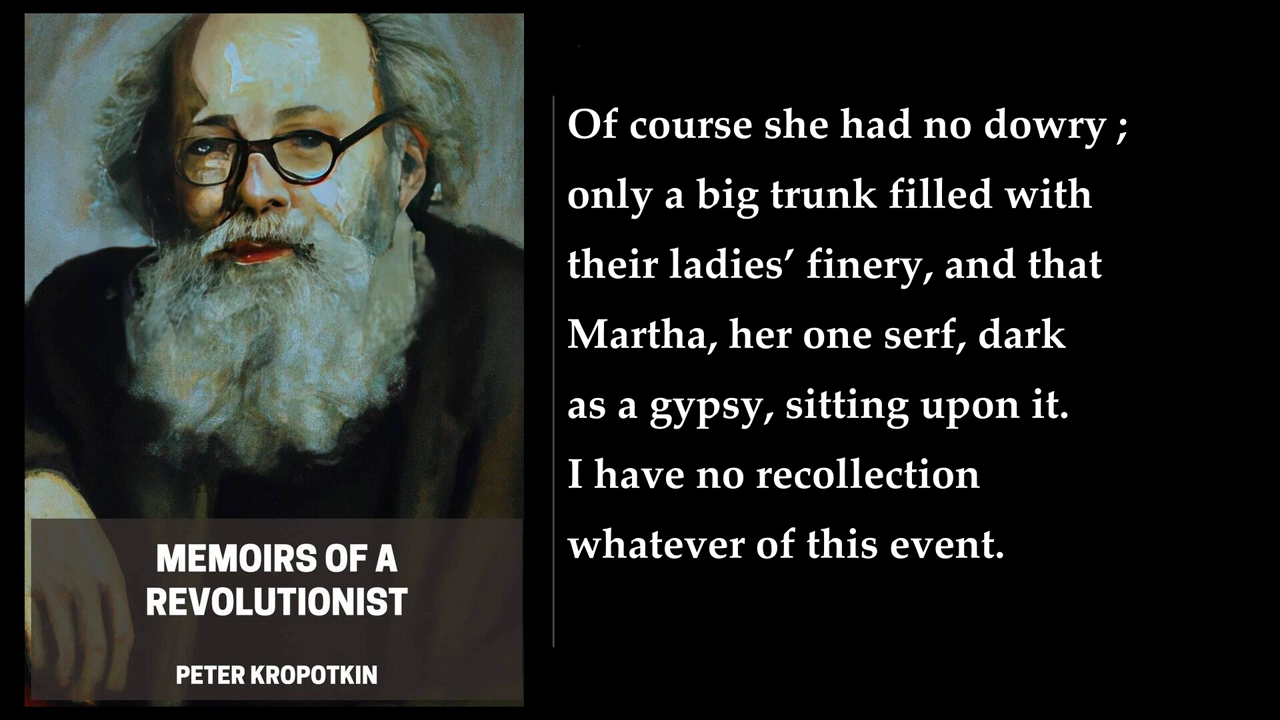 MEMOIRS OF A
REVOLUTIONIST
PETER KROPOTKIN
Of course she had no dowry ;
only a big trunk filled with
their ladies’ finery, and that
Martha, her one serf, dark
as a gypsy, sitting upon it.
I have no recollection
whatever of this event.